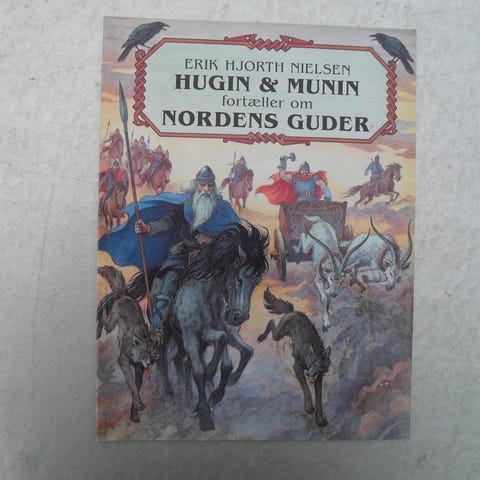 ERIK HJORTH NIELSEN
HUGIN & MUNIN
fortæller om
NORDENS GUDER